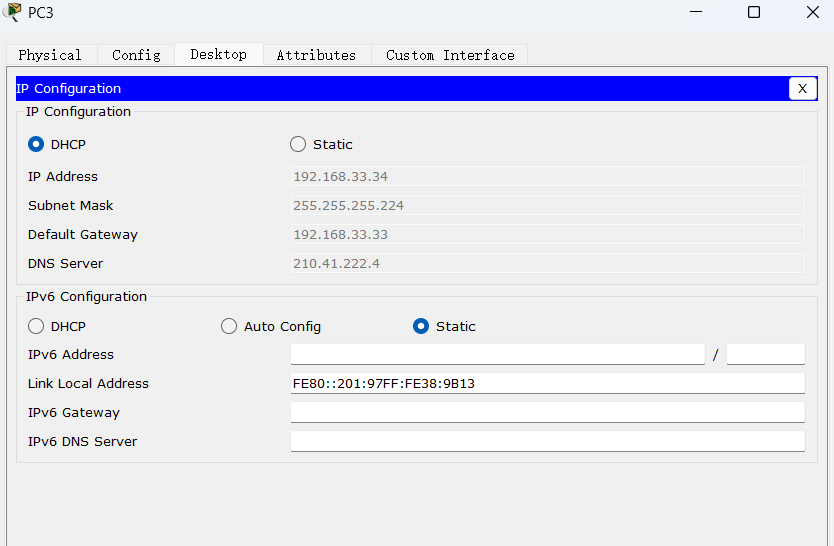 PC3
Physical Config Desktop Attributes Custom Interface
IP Configuration X
IP Configuration
DHCP Static
IP Address 192.168.33.34
Subnet Mask 255.255.255.224
Default Gateway 192.168.33.33
DNS Server 210.41.222.4
IPv6 Configuration
DHCP Auto Config Static
IPv6 Address /
Link Local Address FE80::201:97FF:FE38:9B13
IPv6 Gateway
IPv6 DNS Server